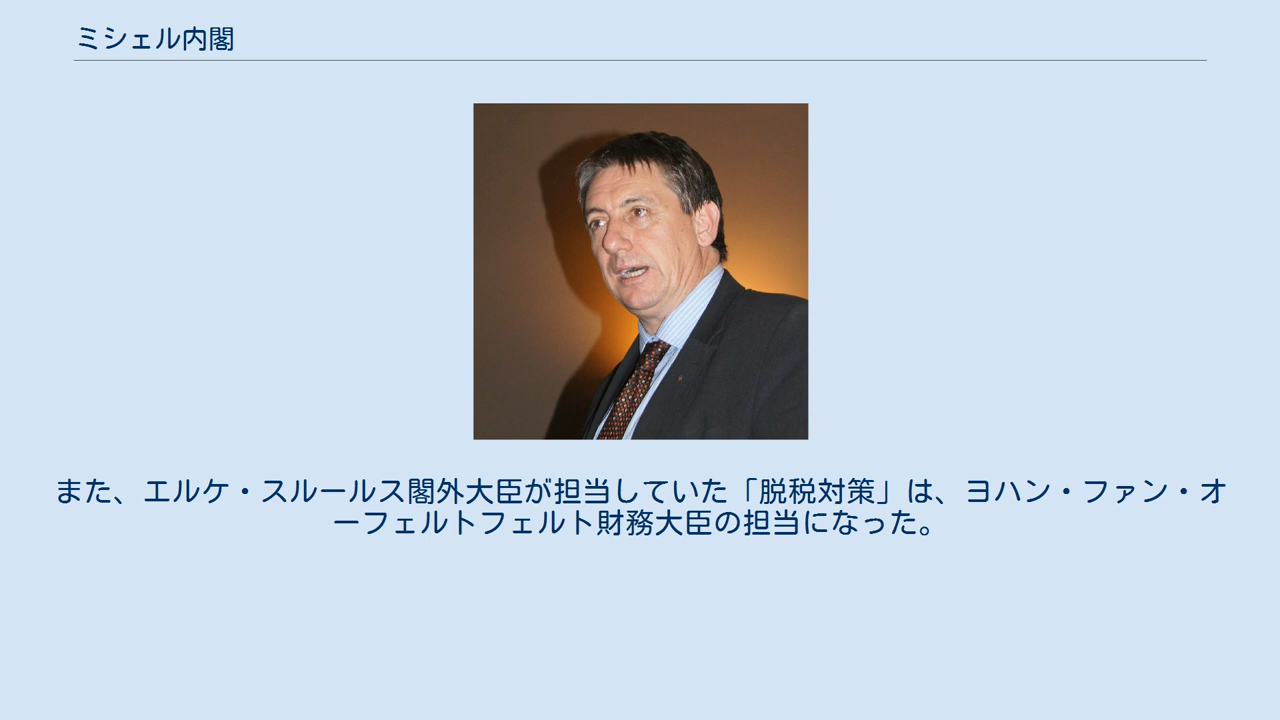 ミシェル内閣
また、エルケ・スルールス閣外大臣が担当していた「脱税対策」は、ヨハン・ファン・オ
ーフェルトフェルト財務大臣の担当になった。